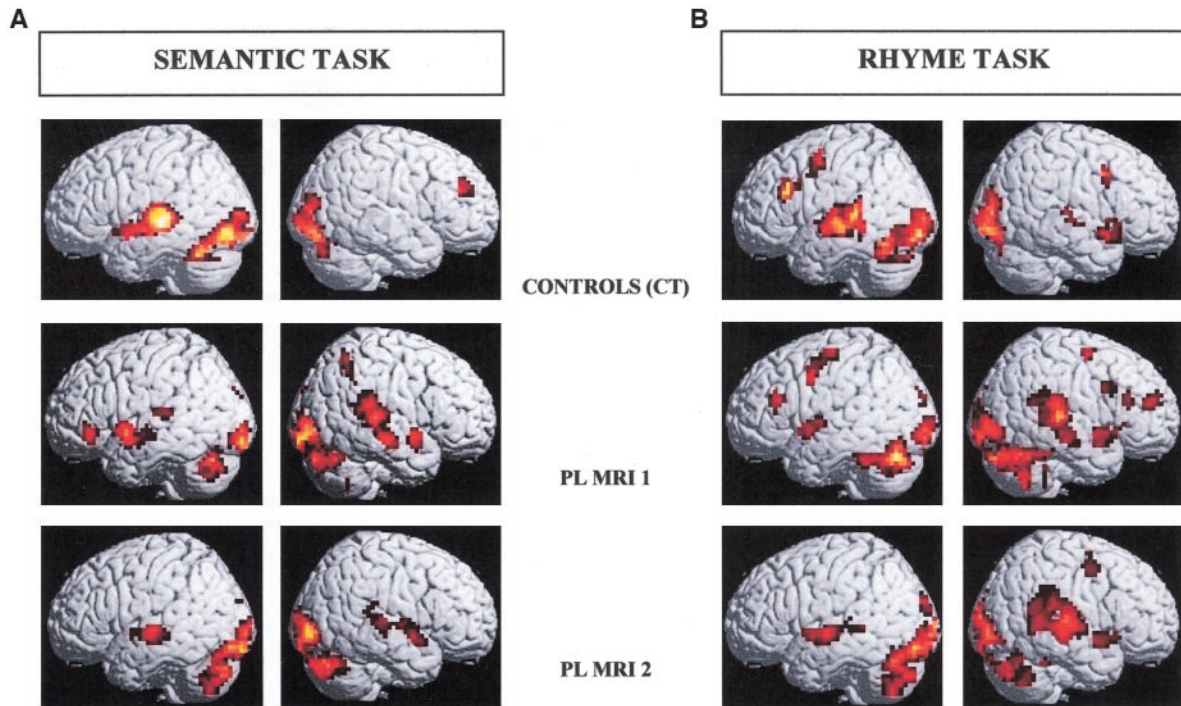 A
B
SEMANTIC TASK
RHYME TASK
CONTROLS (CT)
PL MRI 1
PL MRI 2